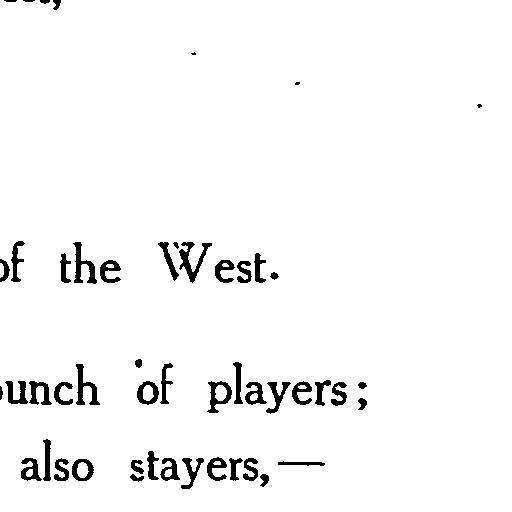 of the West.
bunch of players;
also stayers,—